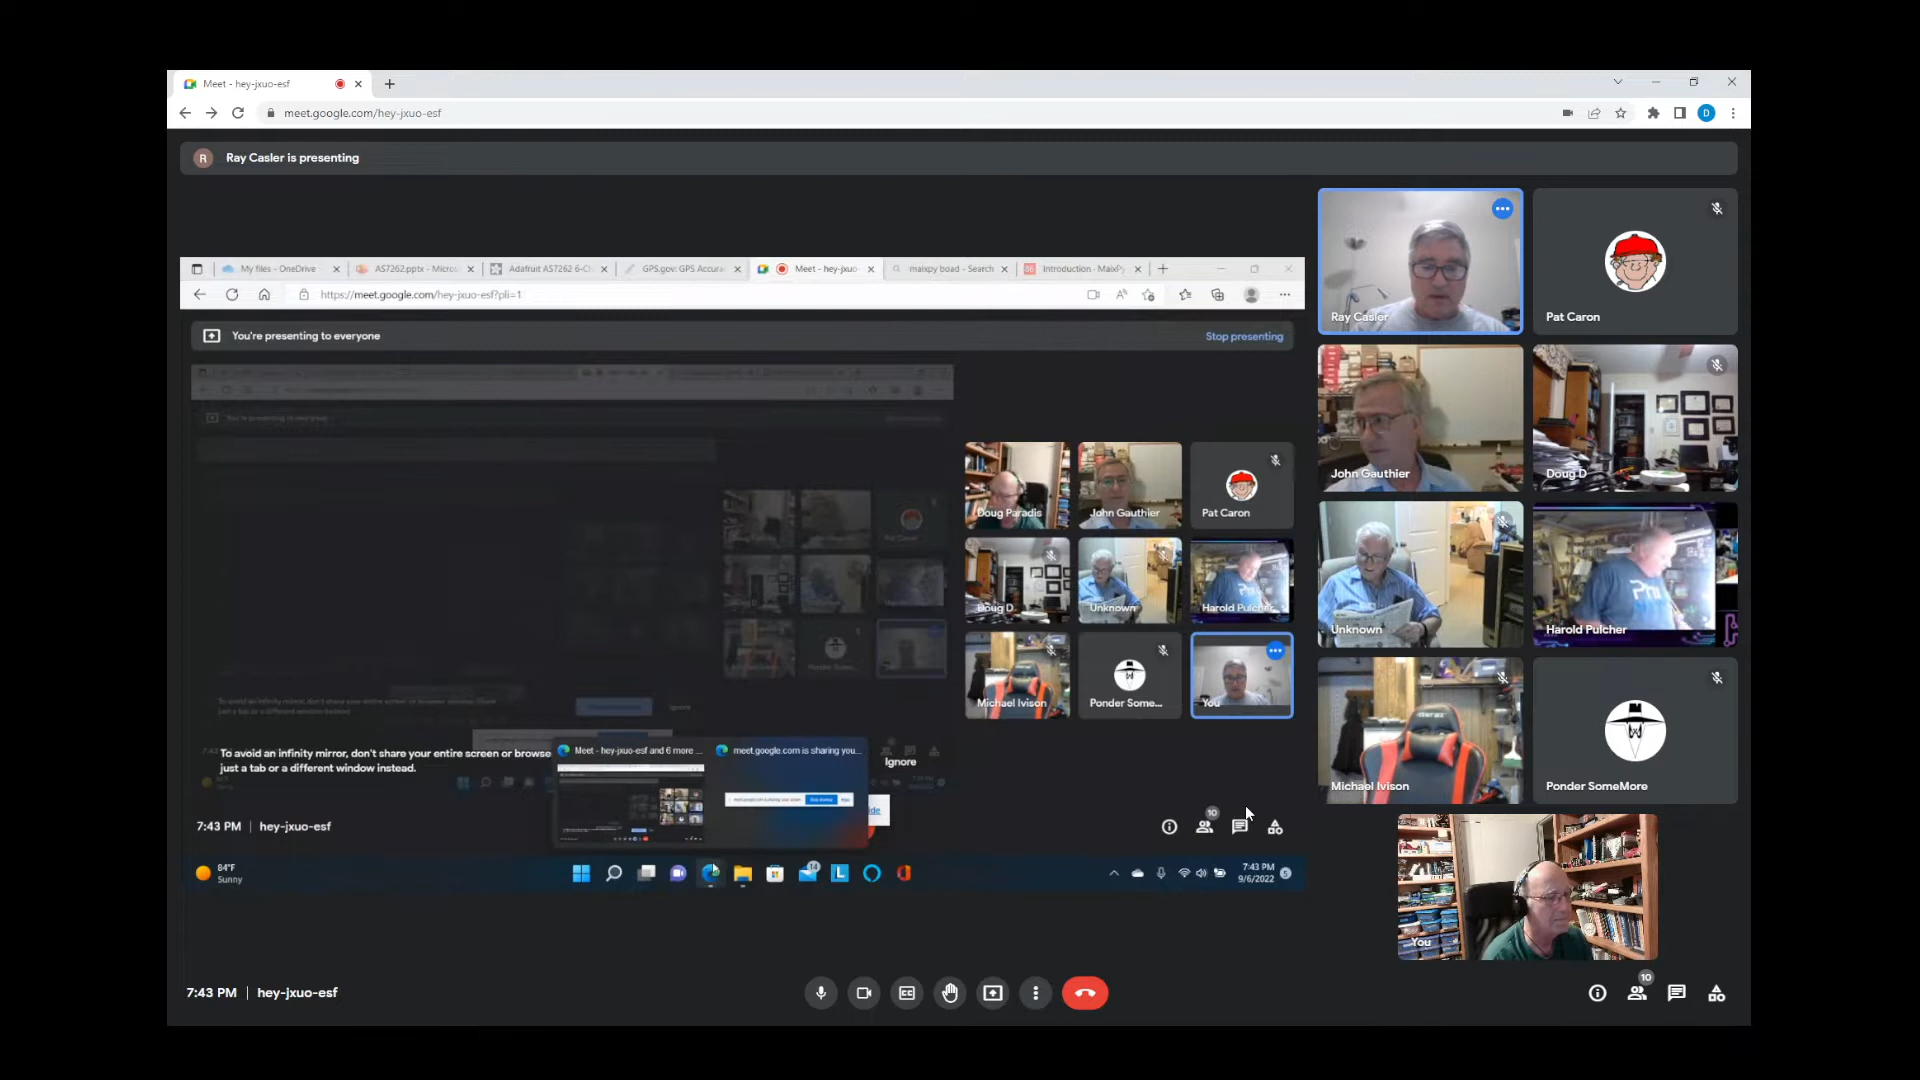 Meet - hey-jxuo-esf
meet.google.com/hey-jxuo-esf
D
R
Ray Casler is presenting
My files - OneDrive
AS7262.pptx - Micros
Adafruit AS7262 6-Ch
GPS.gov: GPS Accurac
Meet - hey-jxuo-
maixpy boad - Search
Introduction - MaixPy
https://meet.google.com/hey-jxuo-esf?pli=1
You're presenting to everyone
Stop presenting
Doug Paradis
John Gauthier
Pat Caron
Doug D
Unknown
Harold Pulcher
Michael Ivison
Ponder Some...
You
To avoid an infinity mirror, don't share your entire screen or browse
just a tab or a different window instead.
Ignore
Meet - hey-jxuo-esf and 6 more ...
meet.google.com is sharing you...
7:43 PM | hey-jxuo-esf
10
84°F
Sunny
14
L
7:43 PM
9/6/2022
5
Ray Casler
Pat Caron
John Gauthier
Doug D
Unknown
Harold Pulcher
Michael Ivison
Ponder SomeMore
You
7:43 PM | hey-jxuo-esf
10